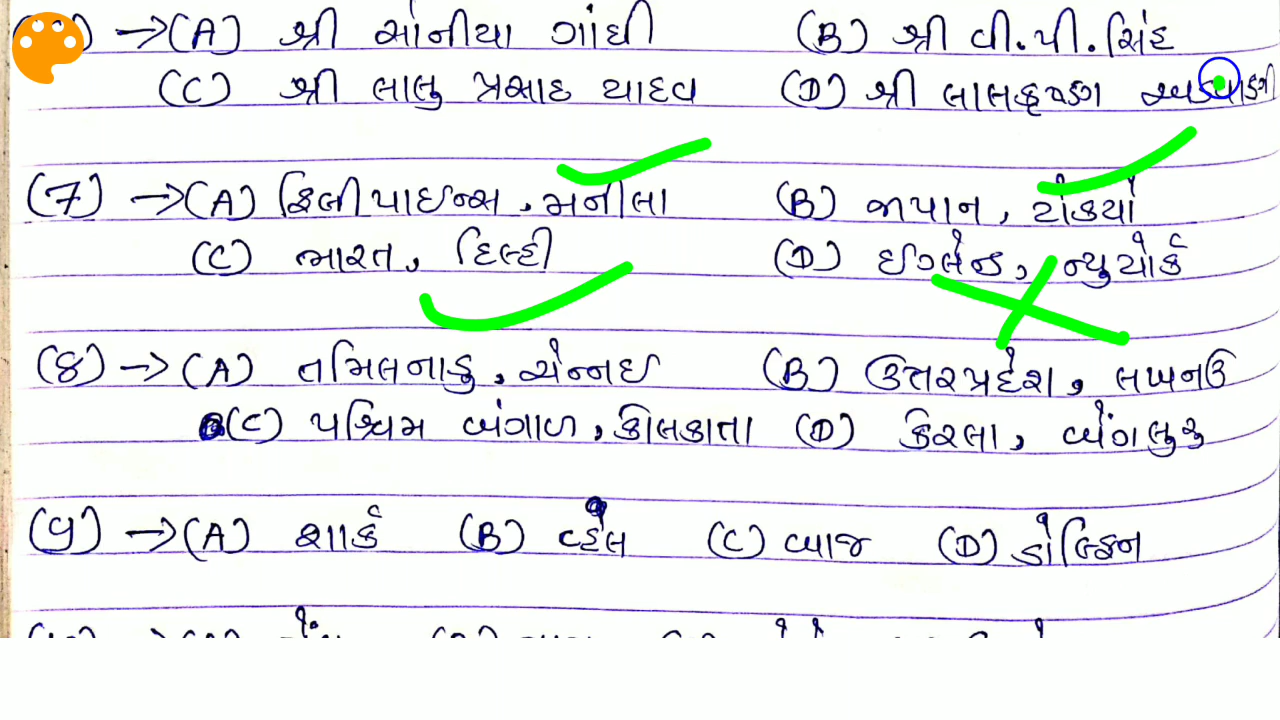 →(A) શ્રી સોનીયા ગાંધી (B) શ્રી વી.પી.સિંહ
(C) શ્રી લાલુ પ્રસાદ યાદવ (D) શ્રી લાલકૃષ્ણ
(7) →(A) ફિલીપાઇન્સ, મનીલા (B) જાપાન, ટોકયો
(C) ભારત, દિલ્હી (D) ઈંગ્લેન્ડ, ન્યુયોર્ક
(8) →(A) તમિલનાડુ, ચેન્નઇ (B) ઉત્તરપ્રદેશ, લખનઉ
(C) પશ્ચિમ બંગાળ, કોલકાતા (D) કેરલા, બેંગલુરુ
(9) →(A) શાર્ક (B) વ્હેલ (C) બાજ (D) ડોલ્ફિન